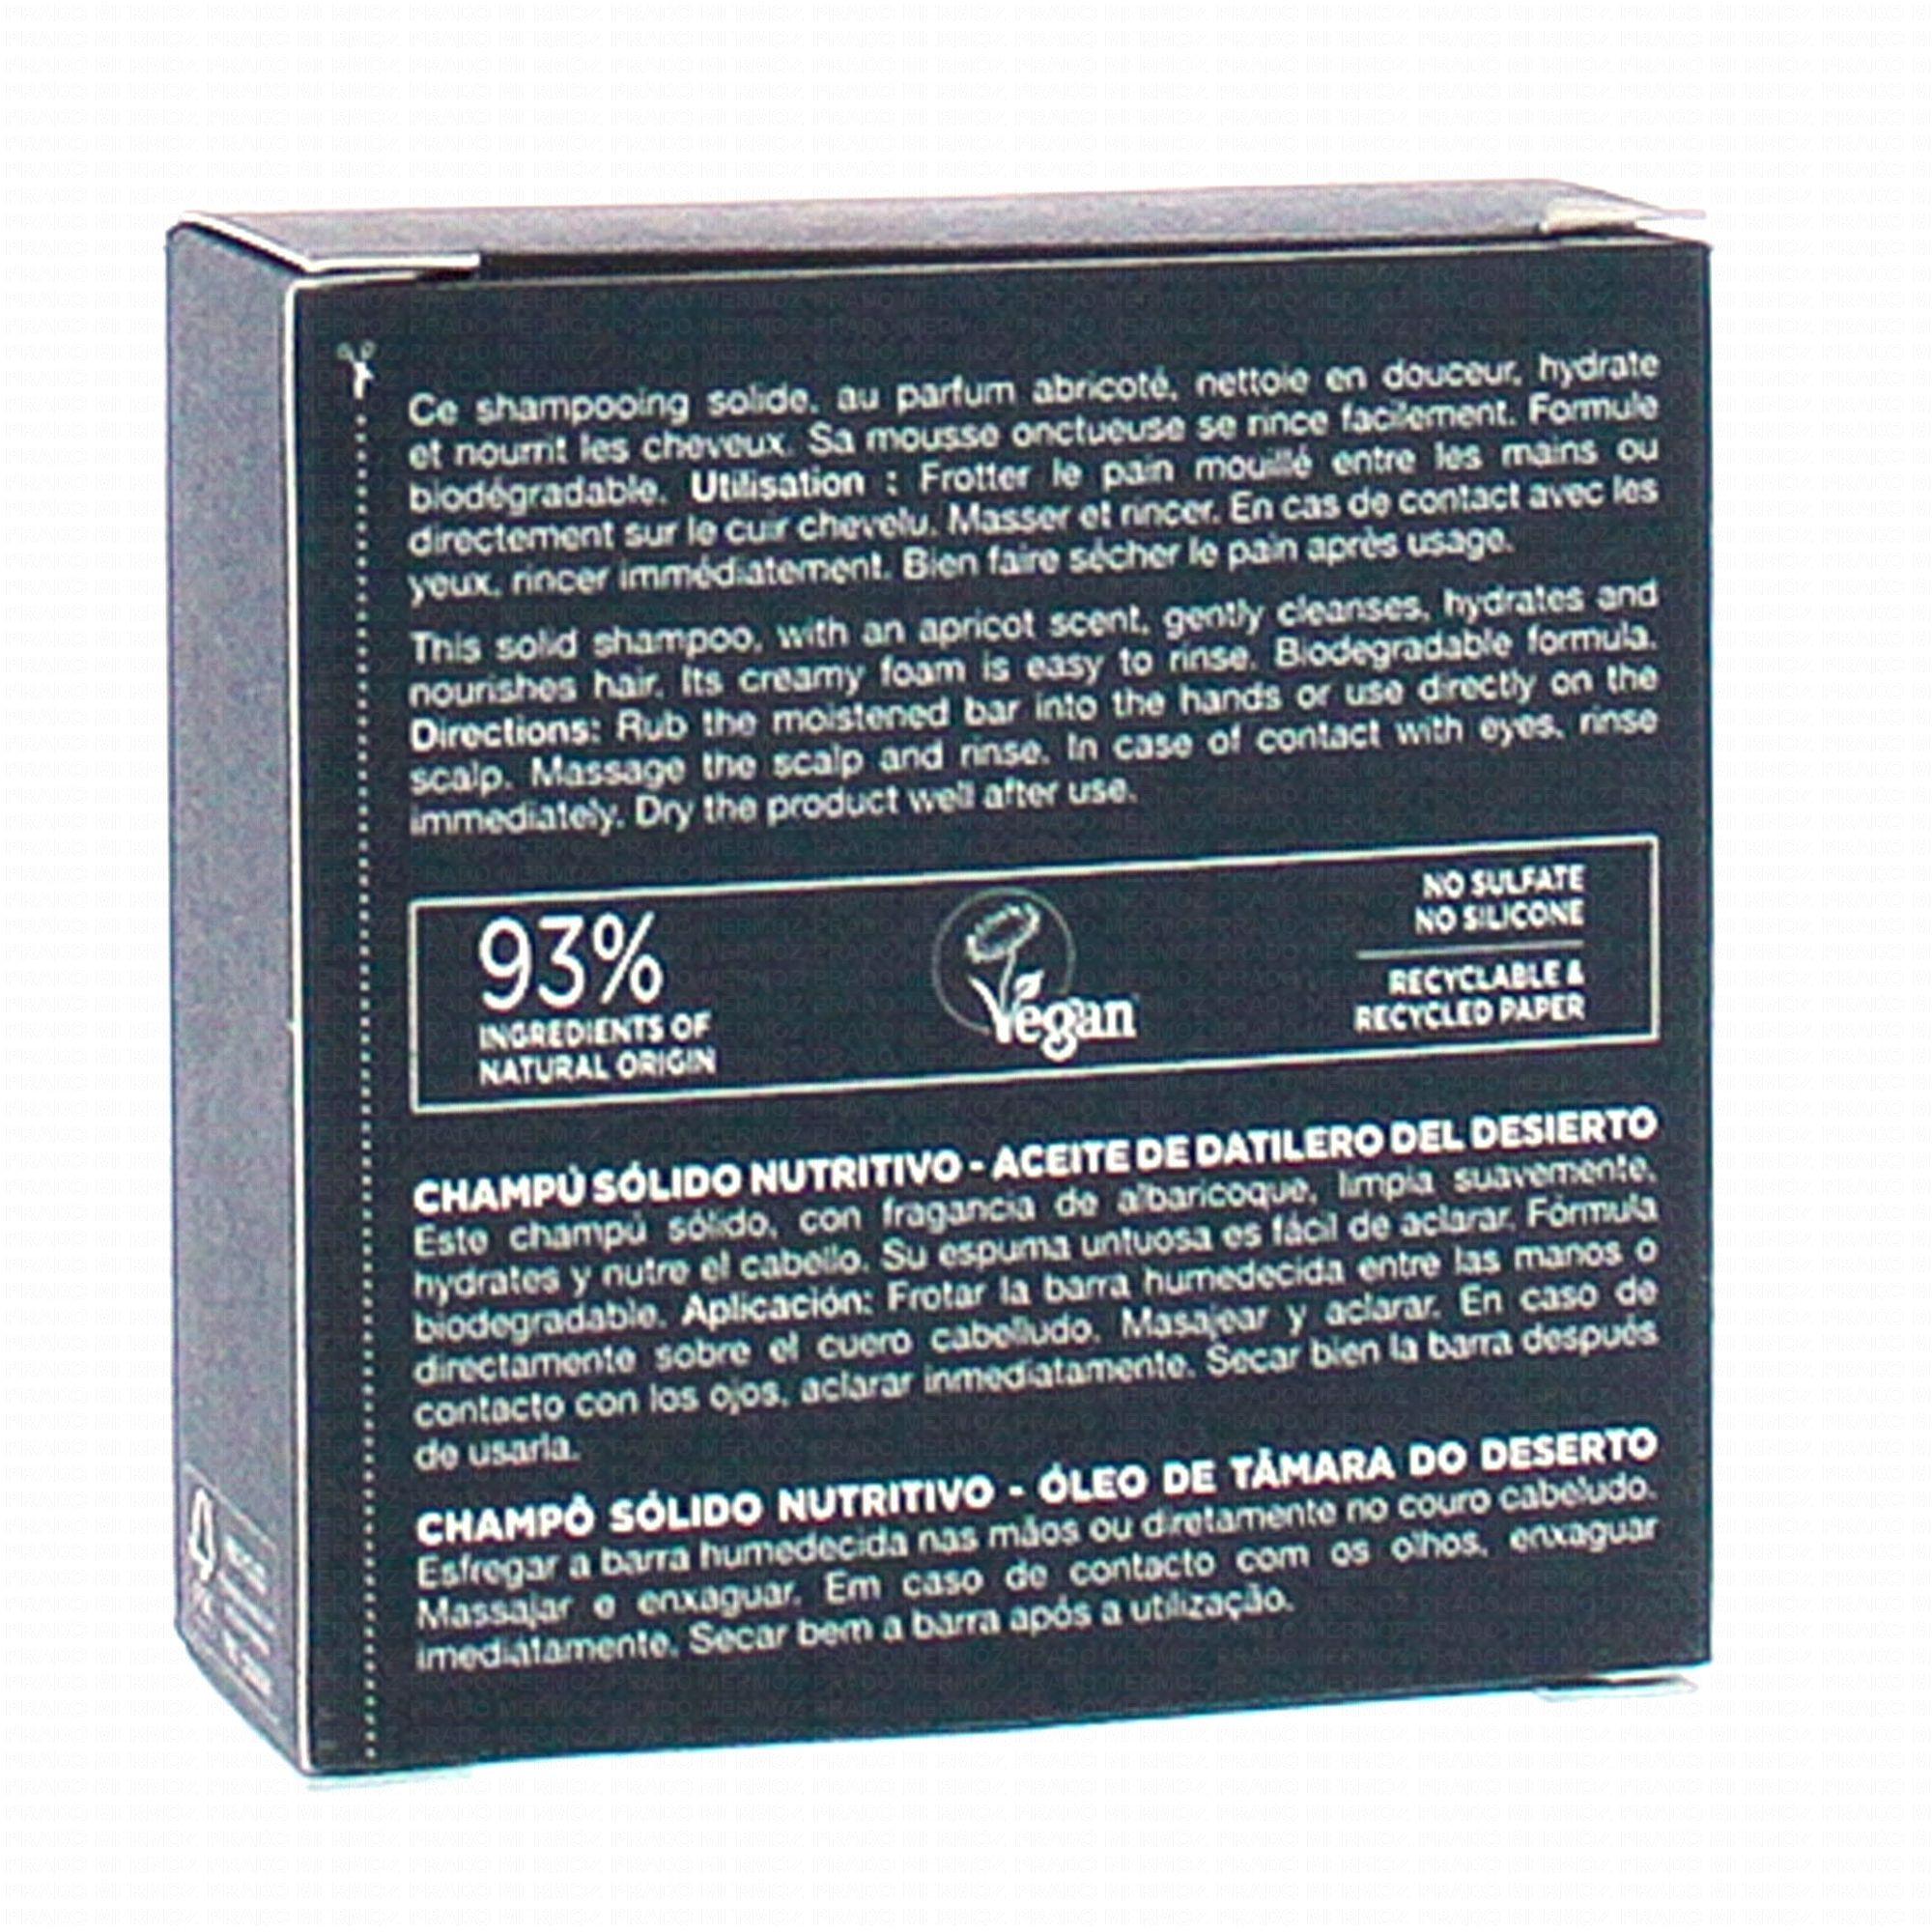 Ce shampooing solide, au parfum abricoté, nettoie en douceur, hydrate
et nourrit les cheveux. Sa mousse onctueuse se rince facilement. Formule
biodégradable. Utilisation : Frotter le pain mouillé entre les mains ou
directement sur le cuir chevelu. Masser et rincer. En cas de contact avec les
yeux, rincer immédiatement. Bien faire sécher le pain après usage.
This solid shampoo, with an apricot scent, gently cleanses, hydrates and
nourishes hair. Its creamy foam is easy to rinse. Biodegradable formula.
Directions: Rub the moistened bar into the hands or use directly on the
scalp. Massage the scalp and rinse. In case of contact with eyes, rinse
immediately. Dry the product well after use.
93%
INGREDIENTS OF
NATURAL ORIGIN
Vegan
NO SULFATE
NO SILICONE
RECYCLABLE &
RECYCLED PAPER
CHAMPÚ SÓLIDO NUTRITIVO - ACEITE DE DATILERO DEL DESIERTO
Este champú sólido, con fragancia de albaricoque, limpia suavemente,
hydrates y nutre el cabello. Su espuma untuosa es fácil de aclarar. Fórmula
biodegradable. Aplicación: Frotar la barra humedecida entre las manos o
directamente sobre el cuero cabelludo. Masajear y aclarar. En caso de
contacto con los ojos, aclarar inmediatamente. Secar bien la barra después
de usarla.
CHAMPÔ SÓLIDO NUTRITIVO - ÓLEO DE TÂMARA DO DESERTO
Esfregar a barra humedecida nas mãos ou diretamente no couro cabeludo.
Massajar e enxaguar. Em caso de contacto com os olhos, enxaguar
imediatamente. Secar bem a barra após a utilização.
PRADO MERMOZ